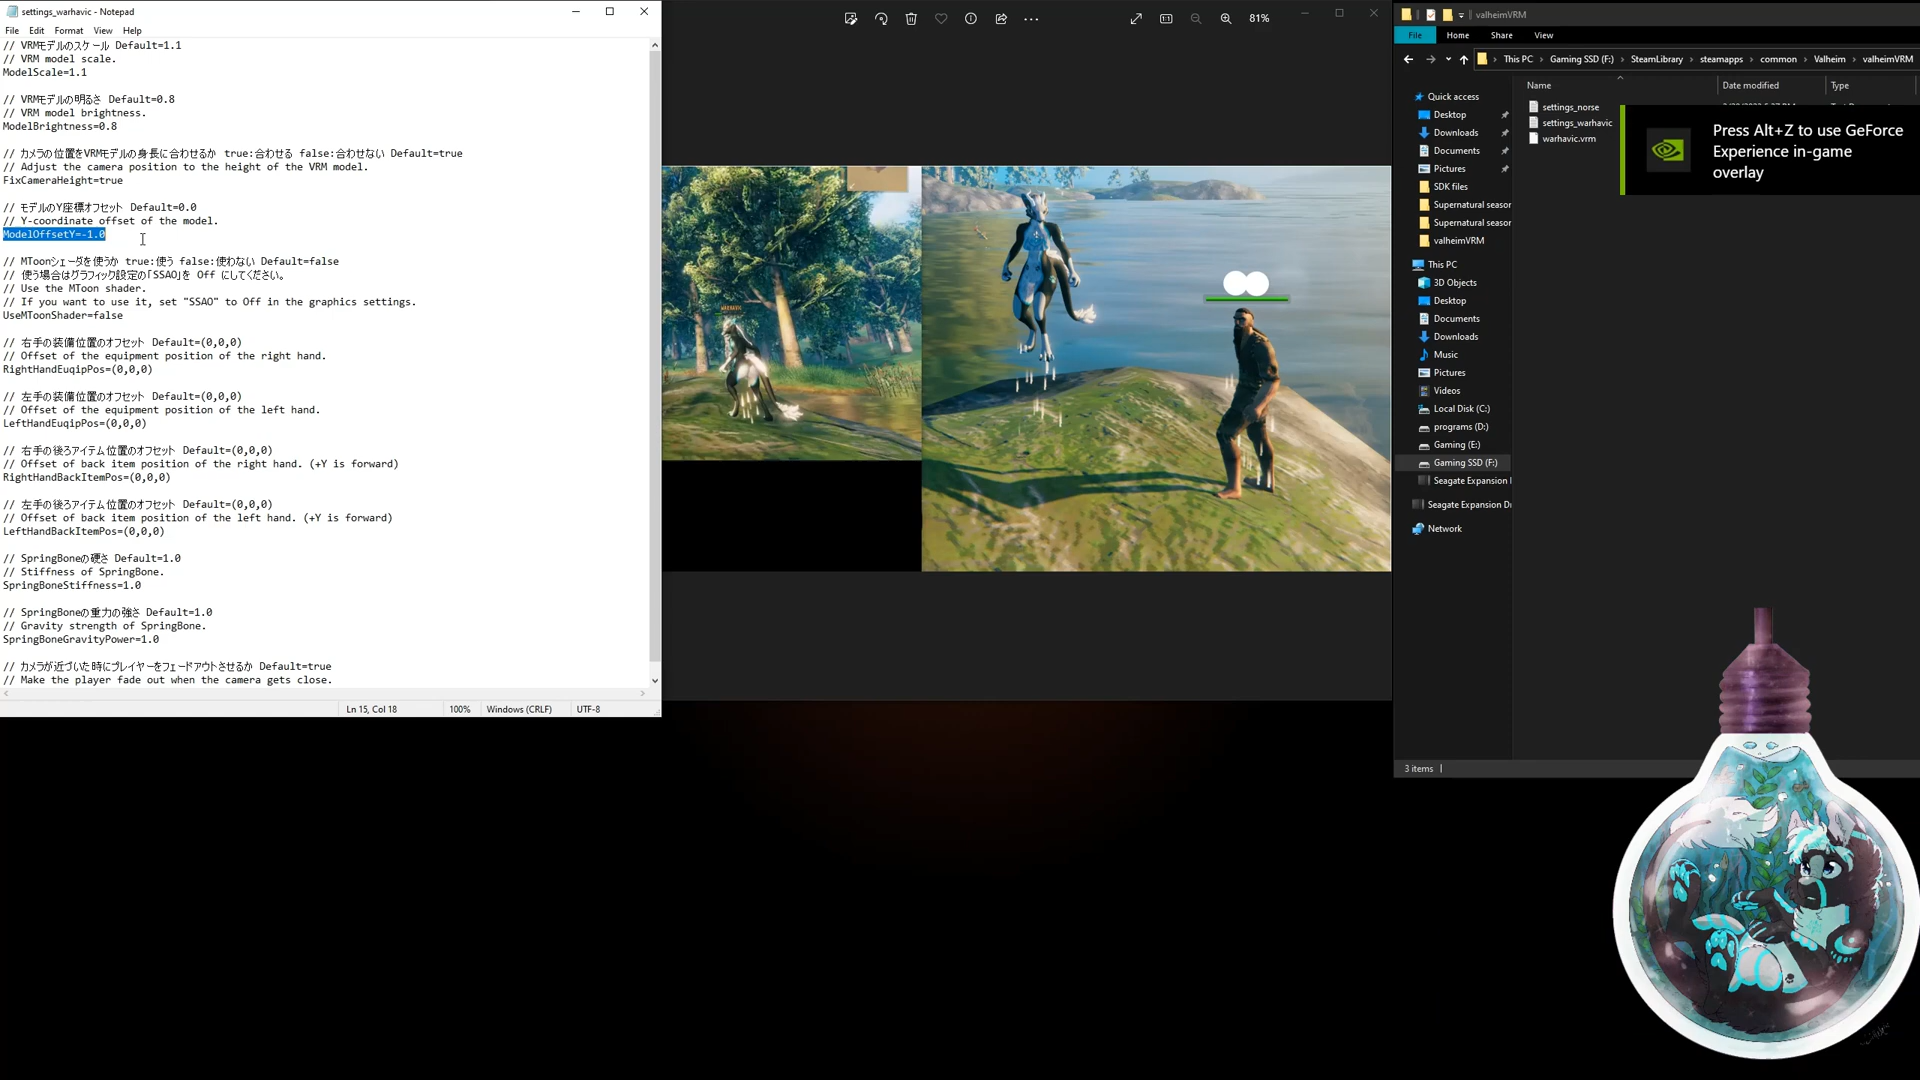 settings_warhavic - Notepad
File Edit Format View Help
// VRMモデルのスケール Default=1.1
// VRM model scale.
ModelScale=1.1
// VRMモデルの明るさ Default=0.8
// VRM model brightness.
ModelBrightness=0.8
// カメラの位置をVRMモデルの身長に合わせるか true:合わせる false:合わせない Default=true
// Adjust the camera position to the height of the VRM model.
FixCameraHeight=true
// モデルのY座標オフセット Default=0.0
// Y-coordinate offset of the model.
ModelOffsetY=-1.0
// MToonシェーダを使うか true:使う false:使わない Default=false
// 使う場合はグラフィック設定の「SSAO」を Off にしてください。
// Use the MToon shader.
// If you want to use it, set "SSAO" to Off in the graphics settings.
UseMToonShader=false
// 右手の装備位置のオフセット Default=(0,0,0)
// Offset of the equipment position of the right hand.
RightHandEuqipPos=(0,0,0)
// 左手の装備位置のオフセット Default=(0,0,0)
// Offset of the equipment position of the left hand.
LeftHandEuqipPos=(0,0,0)
// 右手の後ろアイテム位置のオフセット Default=(0,0,0)
// Offset of back item position of the right hand. (+Y is forward)
RightHandBackItemPos=(0,0,0)
// 左手の後ろアイテム位置のオフセット Default=(0,0,0)
// Offset of back item position of the left hand. (+Y is forward)
LeftHandBackItemPos=(0,0,0)
// SpringBoneの硬さ Default=1.0
// Stiffness of SpringBone.
SpringBoneStiffness=1.0
// SpringBoneの重力の強さ Default=1.0
// Gravity strength of SpringBone.
SpringBoneGravityPower=1.0
// カメラが近づいた時にプレイヤーをフェードアウトさせるか Default=true
// Make the player fade out when the camera gets close.
Ln 15, Col 18 100% Windows (CRLF) UTF-8
81%
valheimVRM
File Home Share View
This PC Gaming SSD (F:) SteamLibrary steamapps common Valheim valheimVRM
Name Date modified Type
Quick access
Desktop
Downloads
Documents
Pictures
SDK files
Supernatural season
Supernatural season
valheimVRM
This PC
3D Objects
Desktop
Documents
Downloads
Music
Pictures
Videos
Local Disk (C:)
programs (D:)
Gaming (E:)
Gaming SSD (F:)
Seagate Expansion
Seagate Expansion Dr
Network
settings_norse
settings_warhavic
warhavic.vrm
Press Alt+Z to use GeForce
Experience in-game
overlay
3 items